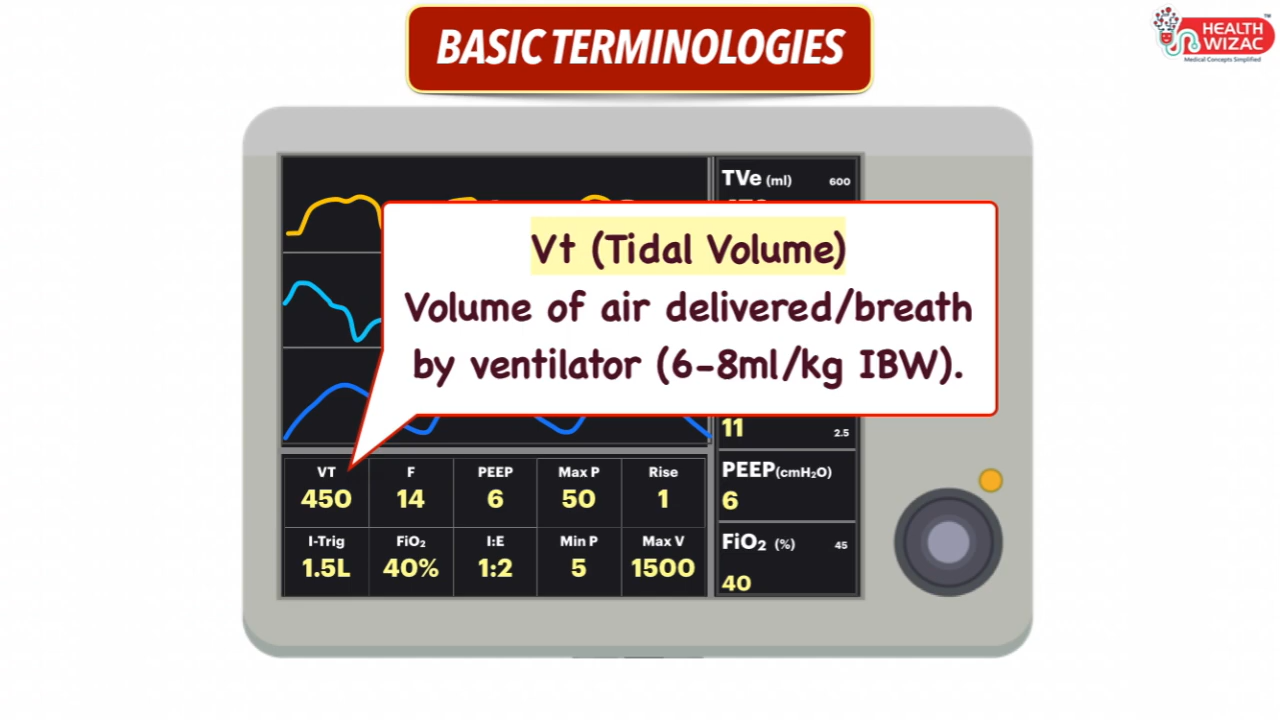 BASIC TERMINOLOGIES
HEALTH
WIZAC
™
Medical Concepts Simplified
TVe (ml) 600
Vt (Tidal Volume)
Volume of air delivered/breath
by ventilator (6-8ml/kg IBW).
11 2.5
PEEP(cmH₂O)
6
FiO₂ (%) 45
40
VT F PEEP Max P Rise
450 14 6 50 1
I-Trig FiO₂ I:E Min P Max V
1.5L 40% 1:2 5 1500